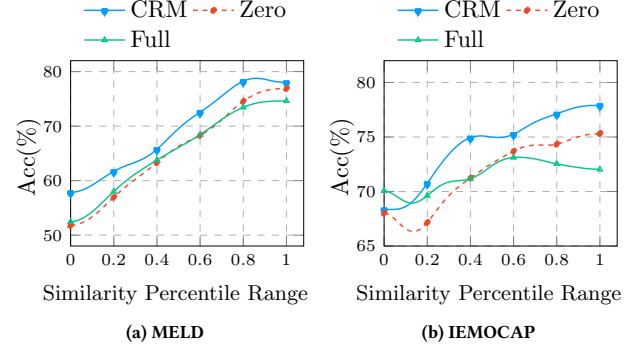 CRM Zero
Full
80
70
60
50
Acc(%)
0 0.2 0.4 0.6 0.8 1
Similarity Percentile Range
(a) MELD
CRM Zero
Full
80
75
70
65
Acc(%)
0 0.2 0.4 0.6 0.8 1
Similarity Percentile Range
(b) IEMOCAP